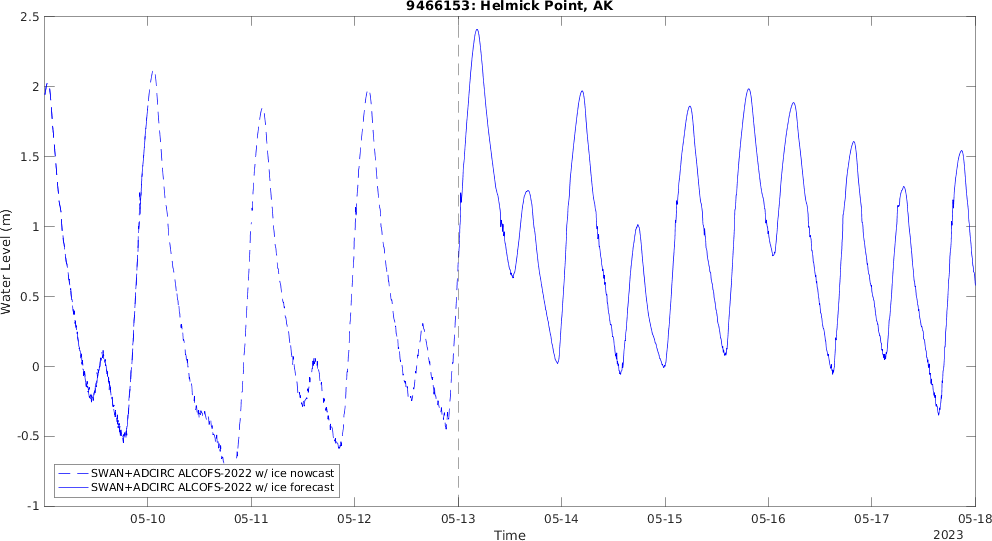 9466153: Helmick Point, AK
2.5
2
1.5
1
0.5
0
-0.5
-1
Water Level (m)
SWAN+ADCIRC ALCOFS-2022 w/ ice nowcast
SWAN+ADCIRC ALCOFS-2022 w/ ice forecast
05-10 05-11 05-12 05-13 05-14 05-15 05-16 05-17 05-18
Time
2023